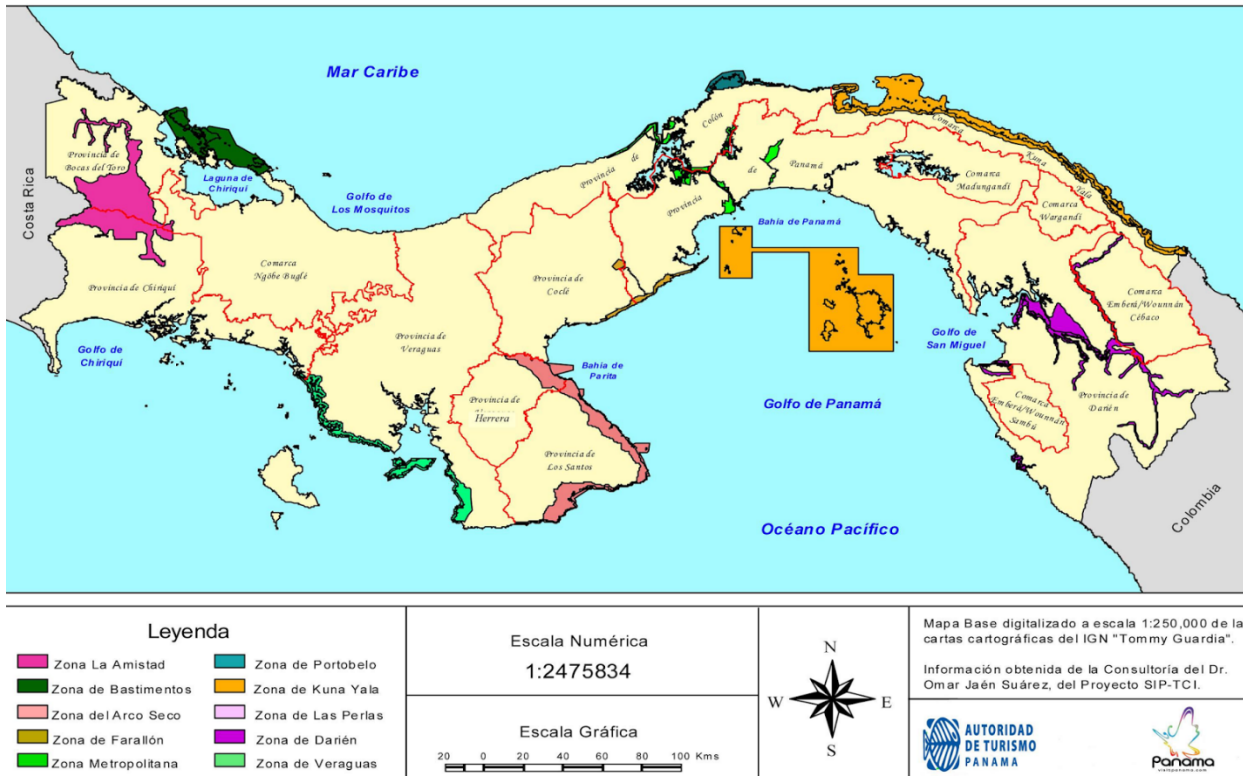 Mar Caribe
Costa Rica
Provincia de
Bocas del Toro
Laguna de
Chiriquí
Golfo de
Los Mosquitos
Provincia de Colón
Provincia de Panamá
Comarca Kuna Yala
Comarca
Madungandí
Comarca
Wargandí
Bahía de Panamá
Comarca
Ngöbe Buglé
Provincia de Chiriquí
Provincia de
Coclé
Comarca
Emberá/Wounnán
Cébaco
Golfo de
Chiriquí
Provincia de
Veraguas
Bahía de
Parita
Golfo de
San Miguel
Golfo de Panamá
Provincia de
Herrera
Provincia de
Los Santos
Comarca
Emberá/Wounnán
Sambú
Provincia de
Darién
Océano Pacífico
Colombia
Leyenda
Zona La Amistad
Zona de Bastimentos
Zona del Arco Seco
Zona de Farallón
Zona Metropolitana
Zona de Portobelo
Zona de Kuna Yala
Zona de Las Perlas
Zona de Darién
Zona de Veraguas
Escala Numérica
1:2475834
Escala Gráfica
20 0 20 40 60 80 100 Kms
N
W E
S
Mapa Base digitalizado a escala 1:250,000 de la
cartas cartográficas del IGN "Tommy Guardia".
Información obtenida de la Consultoría del Dr.
Omar Jaén Suárez, del Proyecto SIP-TCI.
AUTORIDAD
DE TURISMO
PANAMA
Panama
visitpanama.com